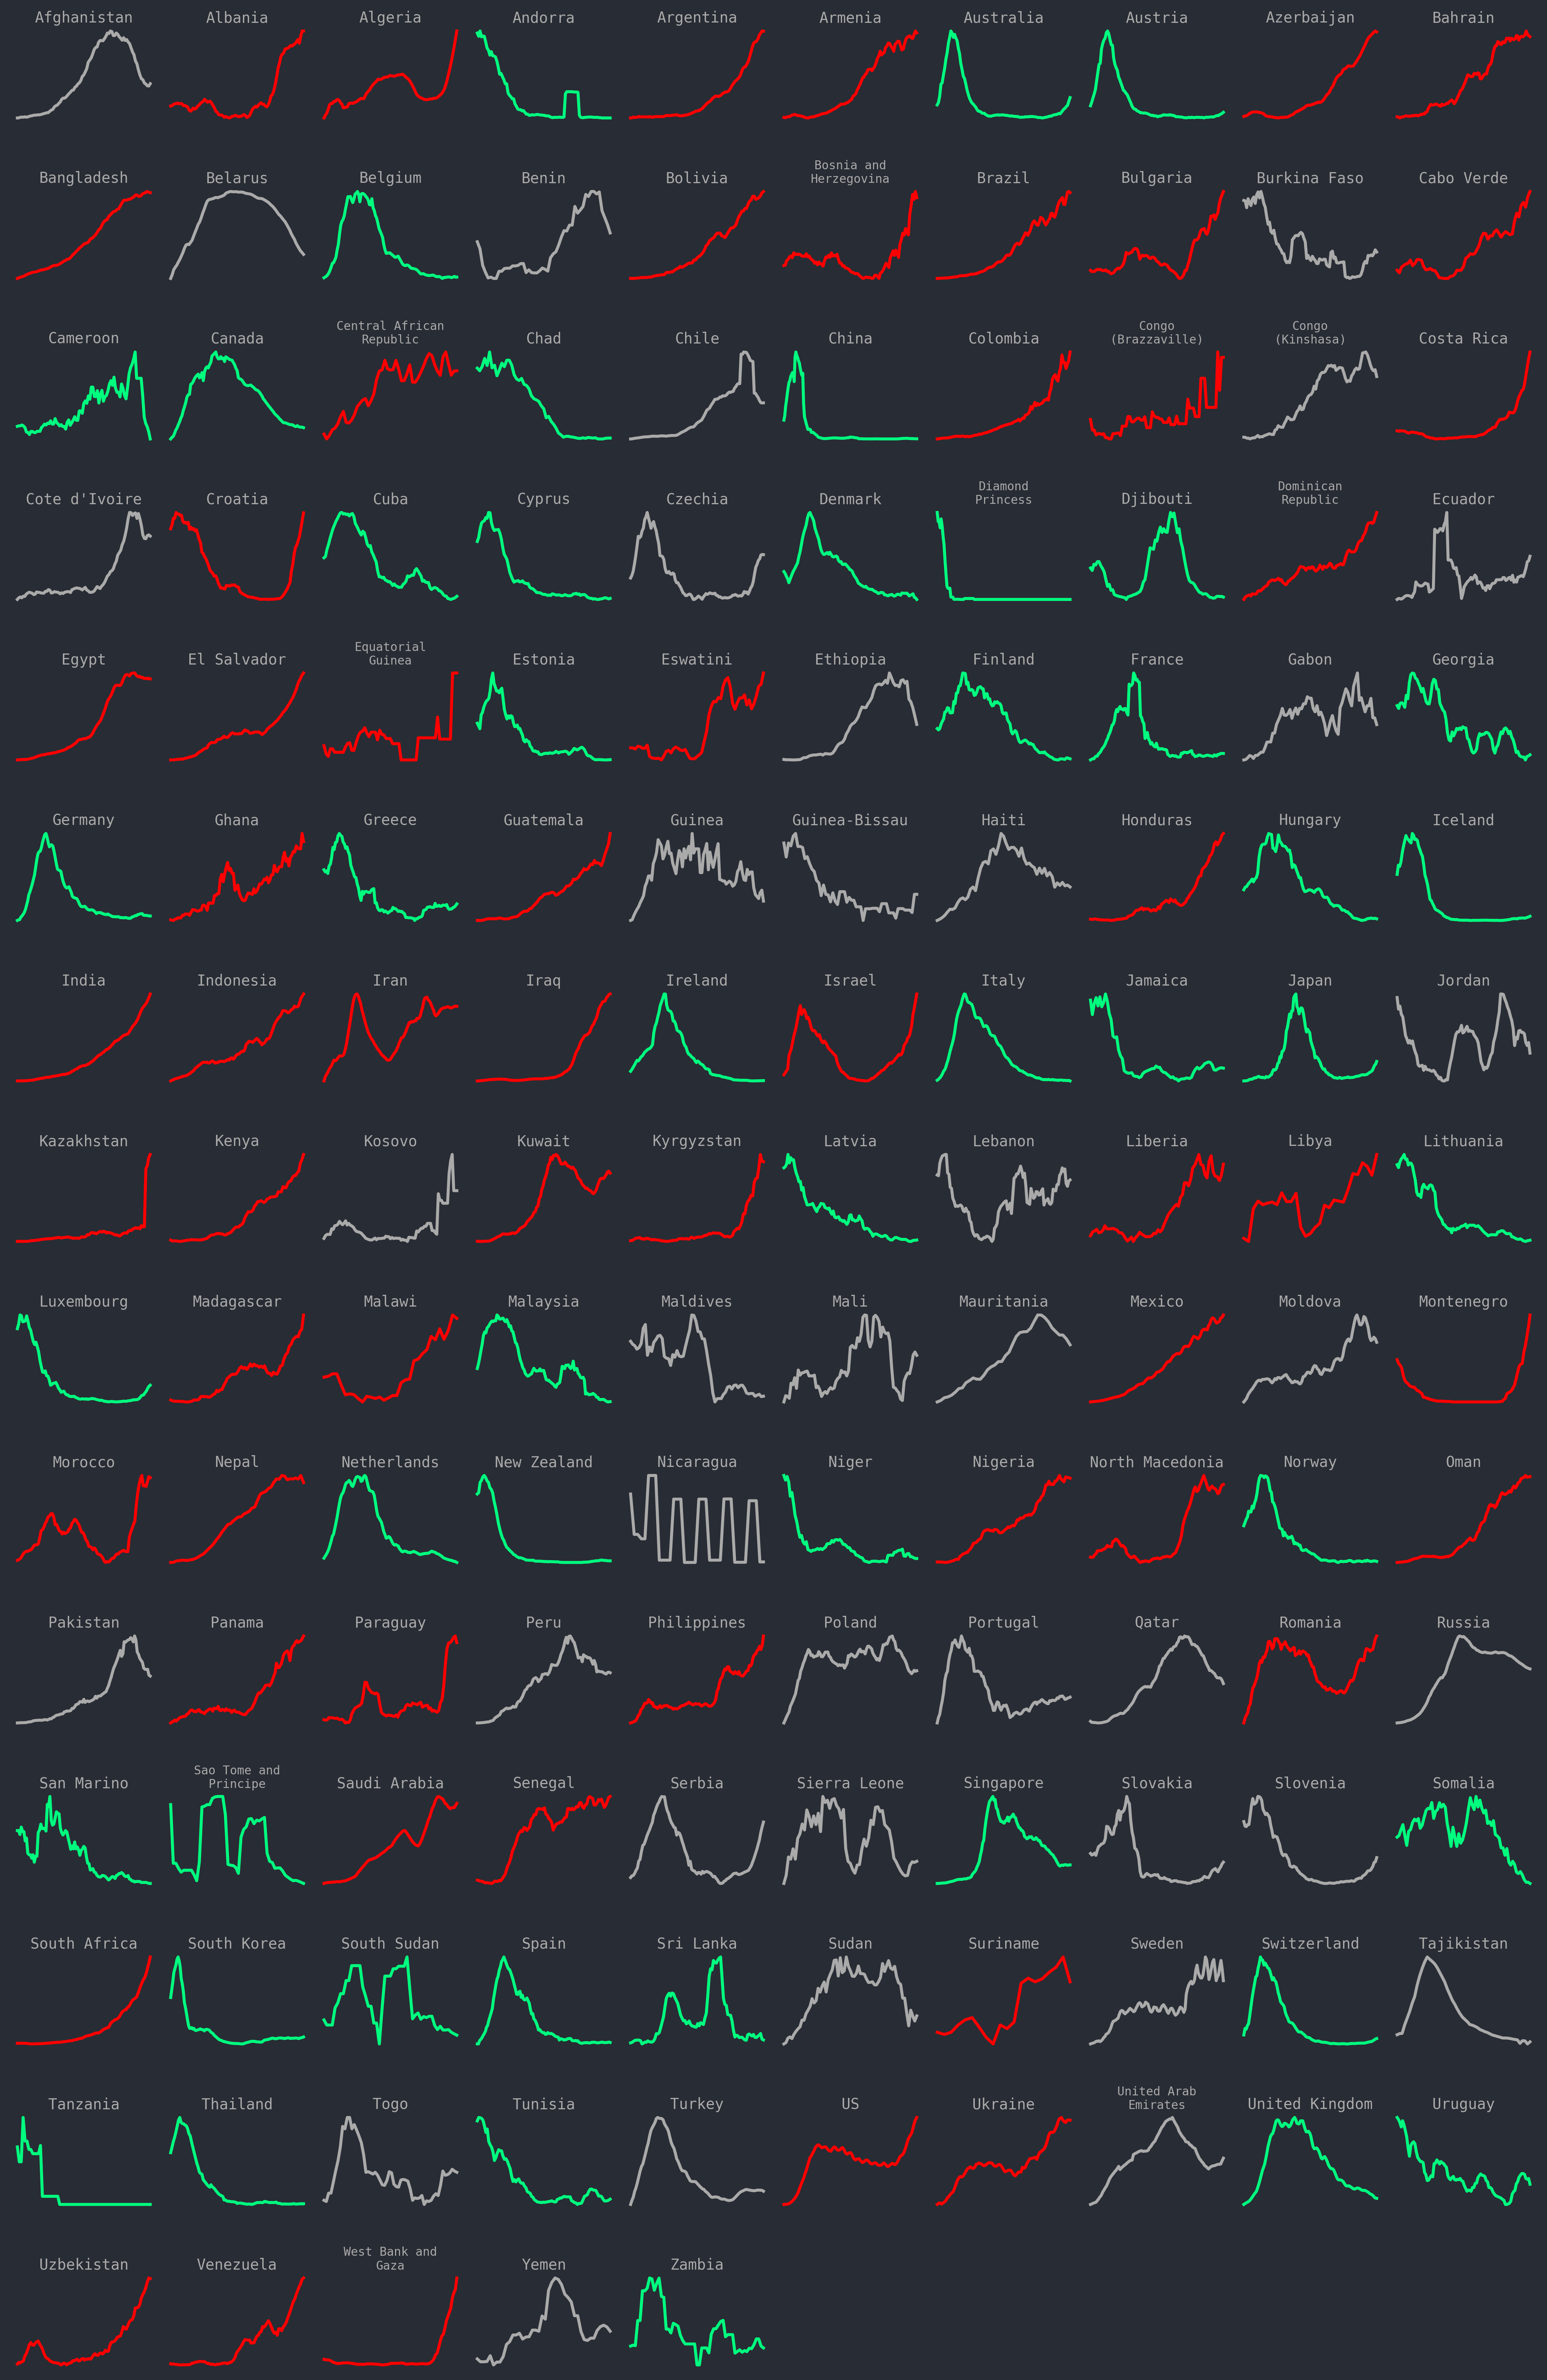 Afghanistan
Albania
Algeria
Andorra
Argentina
Armenia
Australia
Austria
Azerbaijan
Bahrain
Bangladesh
Belarus
Belgium
Benin
Bolivia
Bosnia and
Herzegovina
Brazil
Bulgaria
Burkina Faso
Cabo Verde
Cameroon
Canada
Central African
Republic
Chad
Chile
China
Colombia
Congo
(Brazzaville)
Congo
(Kinshasa)
Costa Rica
Cote d'Ivoire
Croatia
Cuba
Cyprus
Czechia
Denmark
Diamond
Princess
Djibouti
Dominican
Republic
Ecuador
Egypt
El Salvador
Equatorial
Guinea
Estonia
Eswatini
Ethiopia
Finland
France
Gabon
Georgia
Germany
Ghana
Greece
Guatemala
Guinea
Guinea-Bissau
Haiti
Honduras
Hungary
Iceland
India
Indonesia
Iran
Iraq
Ireland
Israel
Italy
Jamaica
Japan
Jordan
Kazakhstan
Kenya
Kosovo
Kuwait
Kyrgyzstan
Latvia
Lebanon
Liberia
Libya
Lithuania
Luxembourg
Madagascar
Malawi
Malaysia
Maldives
Mali
Mauritania
Mexico
Moldova
Montenegro
Morocco
Nepal
Netherlands
New Zealand
Nicaragua
Niger
Nigeria
North Macedonia
Norway
Oman
Pakistan
Panama
Paraguay
Peru
Philippines
Poland
Portugal
Qatar
Romania
Russia
San Marino
Sao Tome and
Principe
Saudi Arabia
Senegal
Serbia
Sierra Leone
Singapore
Slovakia
Slovenia
Somalia
South Africa
South Korea
South Sudan
Spain
Sri Lanka
Sudan
Suriname
Sweden
Switzerland
Tajikistan
Tanzania
Thailand
Togo
Tunisia
Turkey
US
Ukraine
United Arab
Emirates
United Kingdom
Uruguay
Uzbekistan
Venezuela
West Bank and
Gaza
Yemen
Zambia